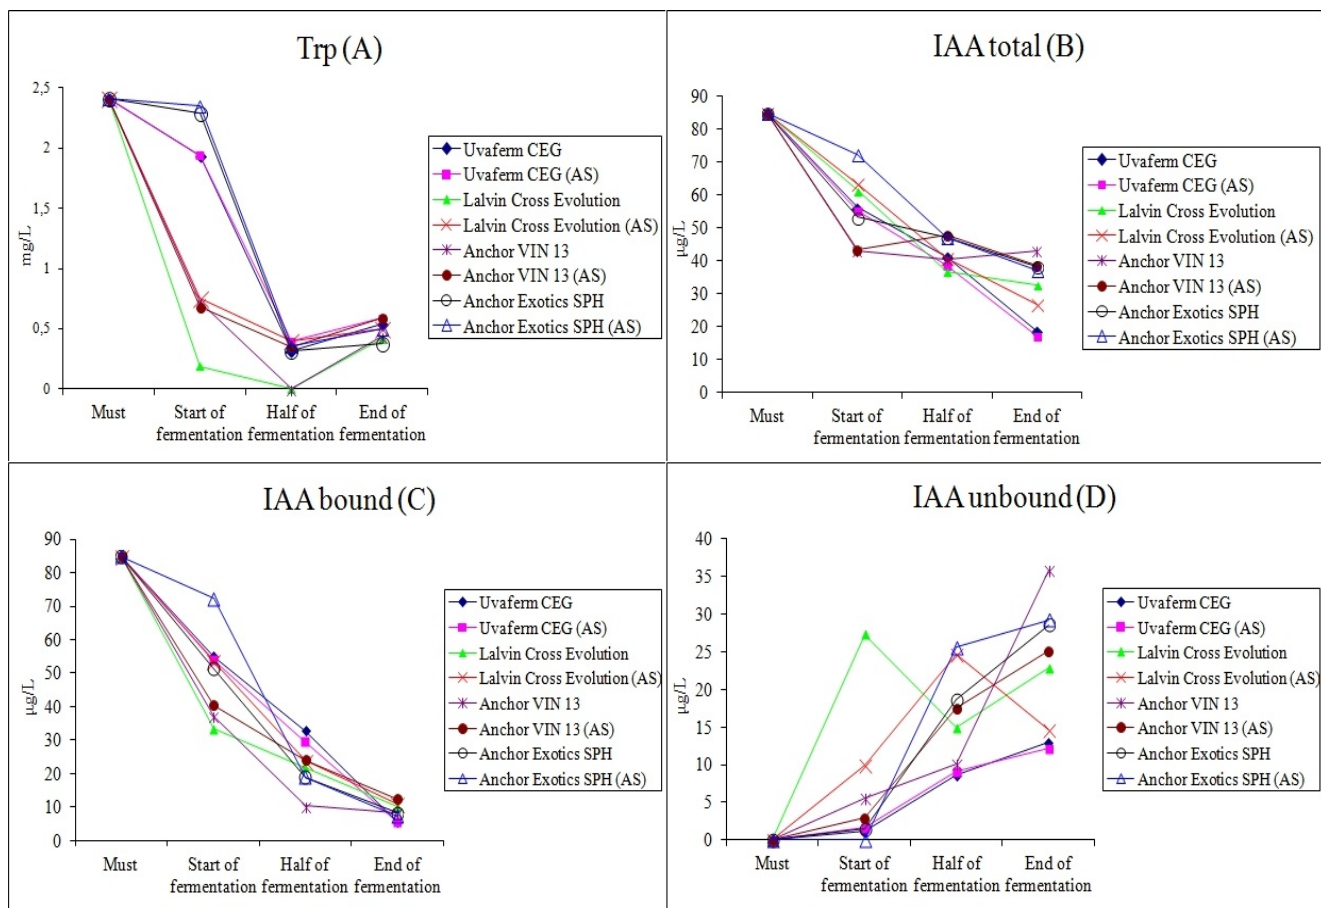 Trp (A)
2,5
2
1,5
1
0,5
0
mg/L
Must
Start of
fermentation
Half of
fermentation
End of
fermentation
Uvaferm CEG
Uvaferm CEG (AS)
Lalvin Cross Evolution
Lalvin Cross Evolution (AS)
Anchor VIN 13
Anchor VIN 13 (AS)
Anchor Exotics SPH
Anchor Exotics SPH (AS)
IAA total (B)
90
80
70
60
50
40
30
20
10
0
µg/L
Must
Start of
fermentation
Half of
fermentation
End of
fermentation
Uvaferm CEG
Uvaferm CEG (AS)
Lalvin Cross Evolution
Lalvin Cross Evolution (AS)
Anchor VIN 13
Anchor VIN 13 (AS)
Anchor Exotics SPH
Anchor Exotics SPH (AS)
IAA bound (C)
90
80
70
60
50
40
30
20
10
0
µg/L
Must
Start of
fermentation
Half of
fermentation
End of
fermentation
Uvaferm CEG
Uvaferm CEG (AS)
Lalvin Cross Evolution
Lalvin Cross Evolution (AS)
Anchor VIN 13
Anchor VIN 13 (AS)
Anchor Exotics SPH
Anchor Exotics SPH (AS)
IAA unbound (D)
40
35
30
25
20
15
10
5
0
µg/L
Must
Start of
fermentation
Half of
fermentation
End of
fermentation
Uvaferm CEG
Uvaferm CEG (AS)
Lalvin Cross Evolution
Lalvin Cross Evolution (AS)
Anchor VIN 13
Anchor VIN 13 (AS)
Anchor Exotics SPH
Anchor Exotics SPH (AS)